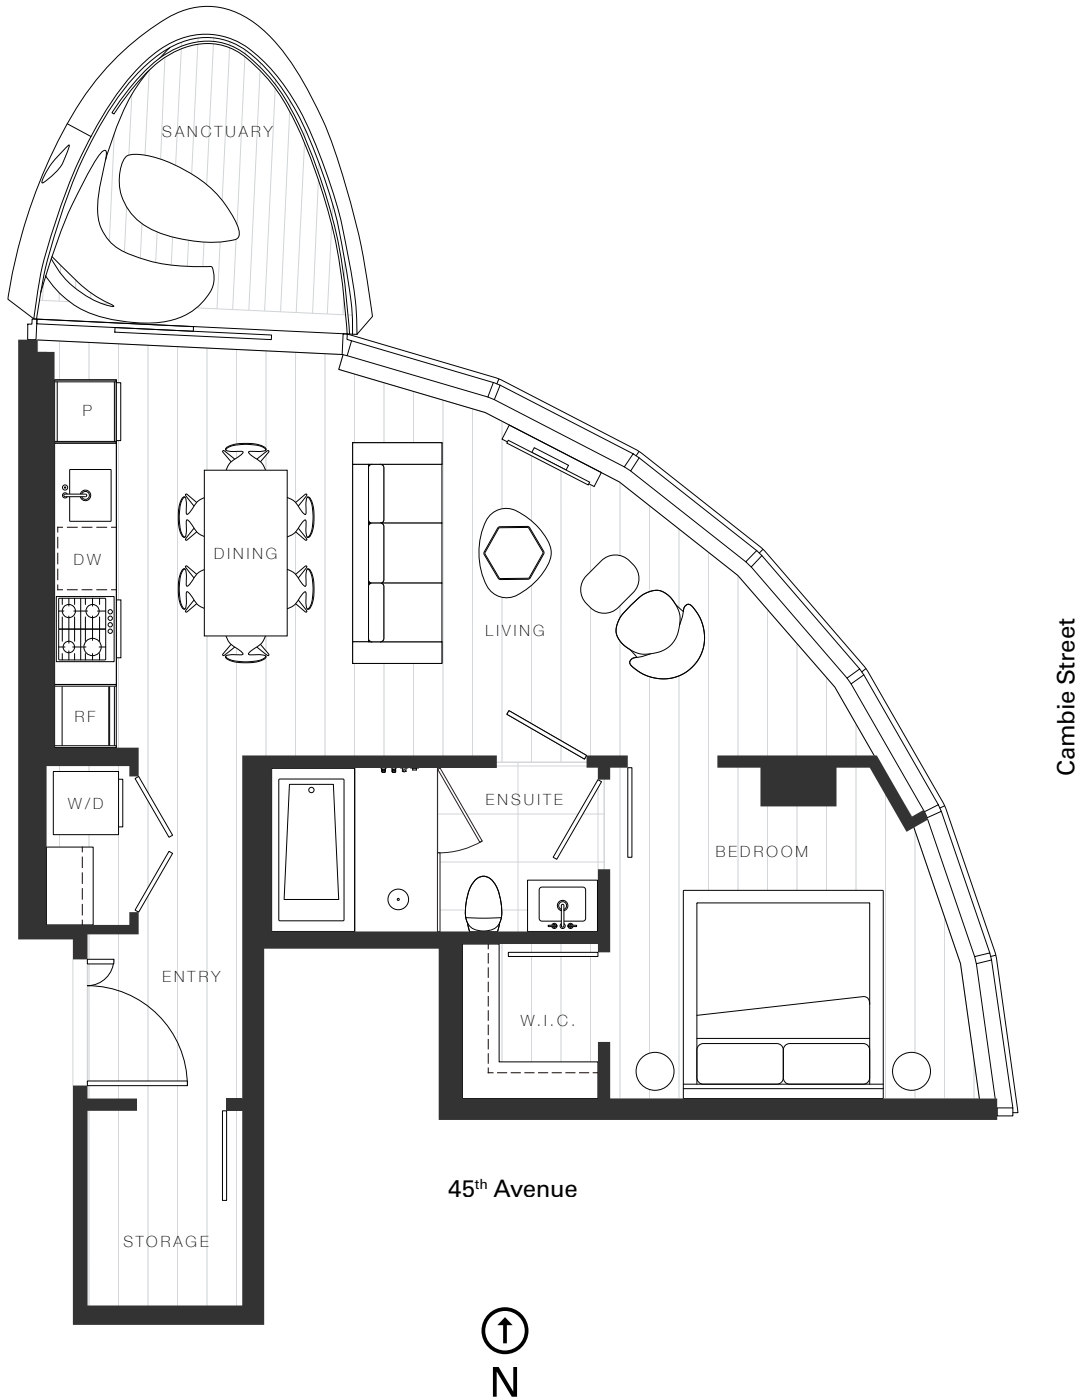 SANCTUARY
P
DW
DINING
LIVING
RF
W/D
ENSUITE
BEDROOM
ENTRY
W.I.C.
STORAGE
Cambie Street
45th Avenue
N